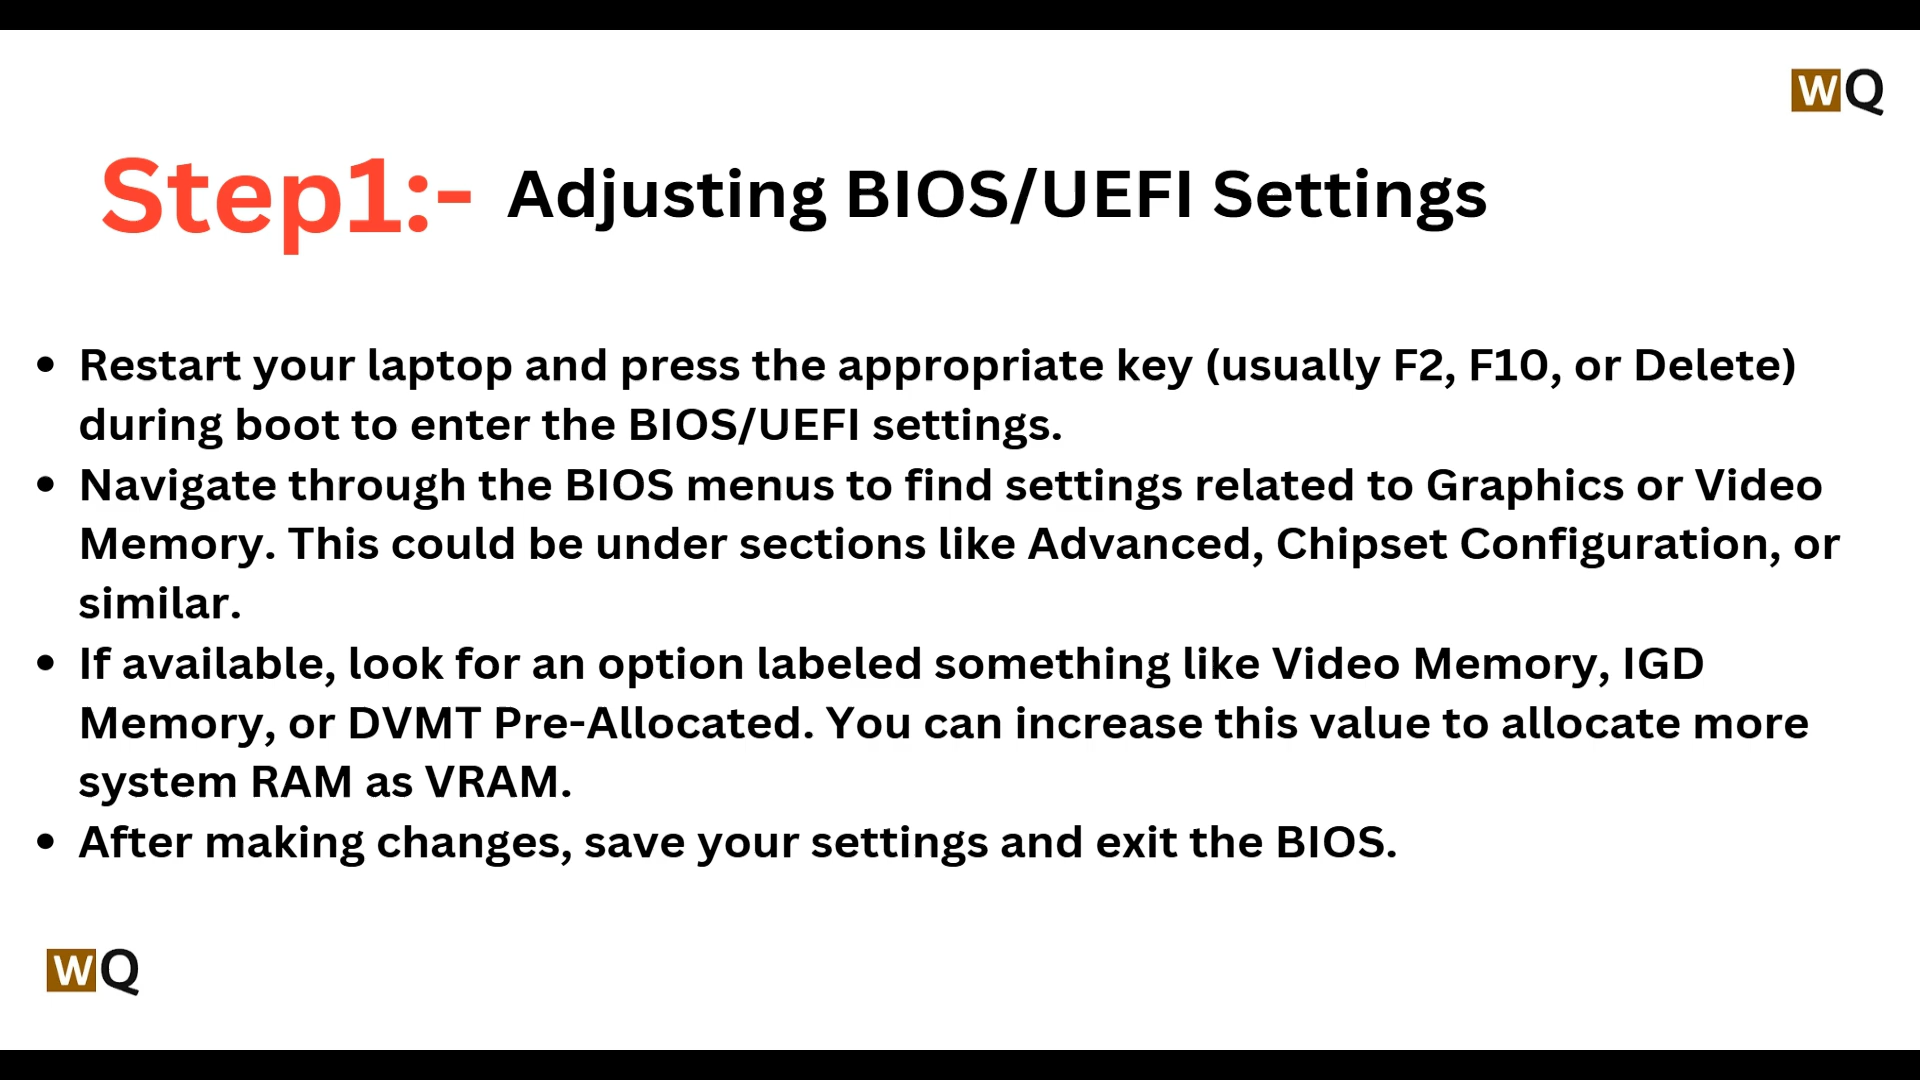 WQ
Step1:- Adjusting BIOS/UEFI Settings
• Restart your laptop and press the appropriate key (usually F2, F10, or Delete)
during boot to enter the BIOS/UEFI settings.
• Navigate through the BIOS menus to find settings related to Graphics or Video
Memory. This could be under sections like Advanced, Chipset Configuration, or
similar.
• If available, look for an option labeled something like Video Memory, IGD
Memory, or DVMT Pre-Allocated. You can increase this value to allocate more
system RAM as VRAM.
• After making changes, save your settings and exit the BIOS.
WQ